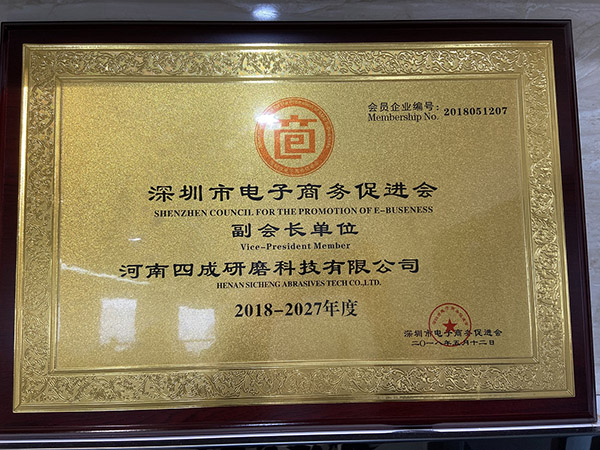 会员企业编号:
Membership No. 2018051207
深圳市电子商务促进会
SHENZHEN COUNCIL FOR THE PROMOTION OF E-BUSENESS
副会长单位
Vice-President Member
河南四成研磨科技有限公司
HENAN SICHENG ABRASIVES TECH CO.,LTD.
2018-2027年度
深圳市电子商务促进会
二〇一八年五月十二日